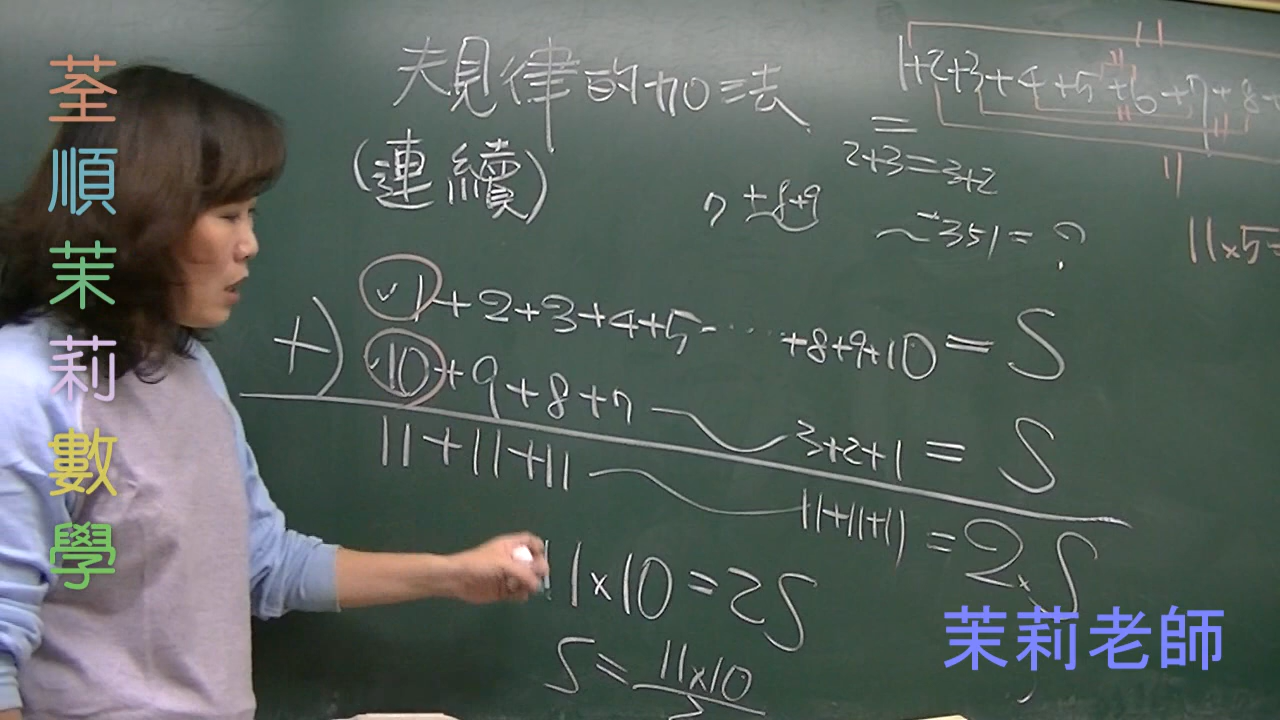 荃順茉莉數學
夫見律的加法
(連續)
1+2+3+4+5+6+7+8+
=
2+3=3+2
7+8+9
~351=?
11×5=
1+2+3+4+5-····+8+9+10=S
+) 10+9+8+7~3+2+1=S
11+11+11~11+11+11=2×S
11×10=2S
S=11×10/2
茉莉老師